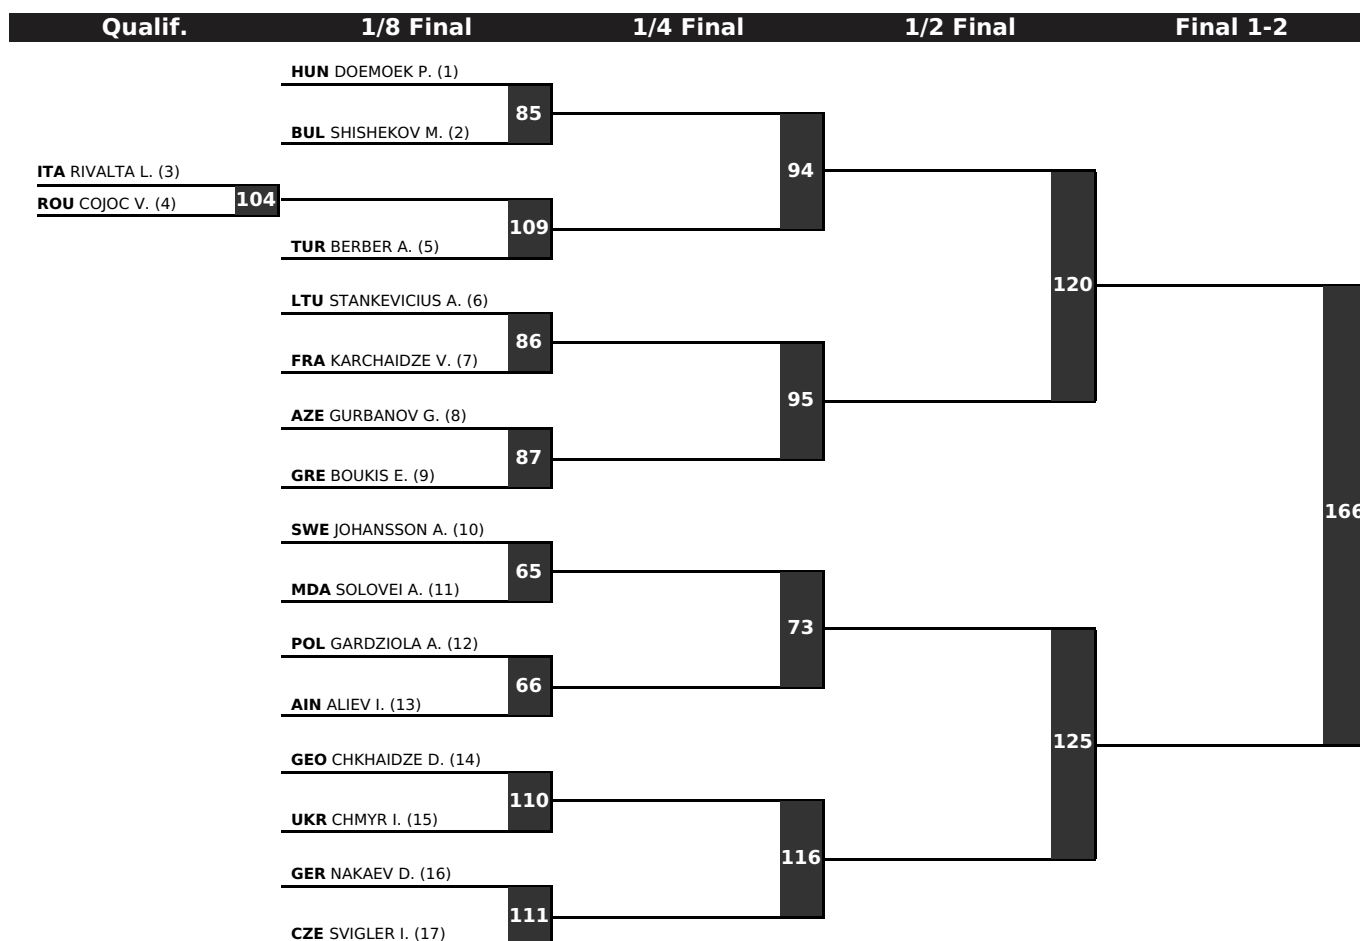 Qualif. 1/8 Final 1/4 Final 1/2 Final Final 1-2
HUN DOEMOEK P. (1)
85
BUL SHISHEKOV M. (2)
ITA RIVALTA L. (3)
94
ROU COJOC V. (4) 104
109
TUR BERBER A. (5)
120
LTU STANKEVICIUS A. (6)
86
FRA KARCHAIDZE V. (7)
95
AZE GURBANOV G. (8)
87
GRE BOUKIS E. (9)
166
SWE JOHANSSON A. (10)
65
MDA SOLOVEI A. (11)
73
POL GARDZIOLA A. (12)
66
AIN ALIEV I. (13)
125
GEO CHKHAIDZE D. (14)
110
UKR CHMYR I. (15)
116
GER NAKAEV D. (16)
111
CZE SVIGLER I. (17)